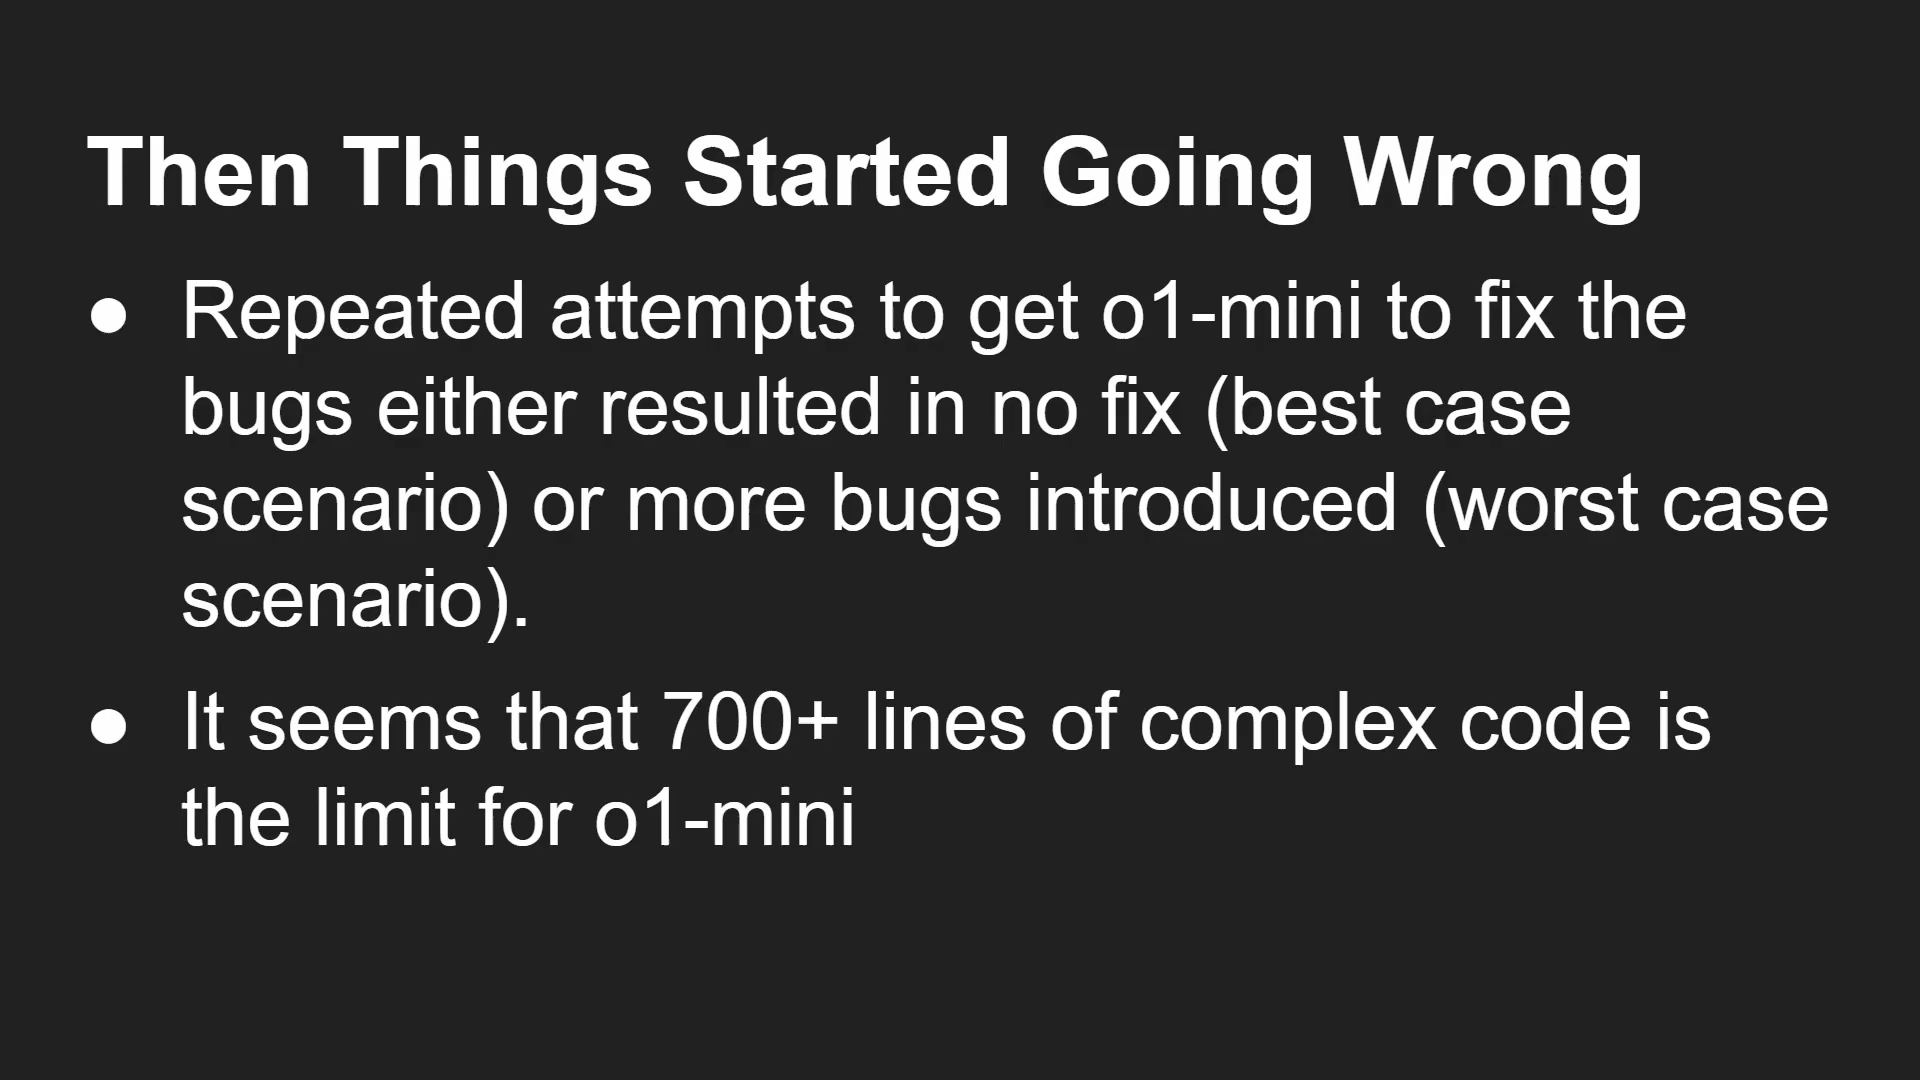 Then Things Started Going Wrong
● Repeated attempts to get o1-mini to fix the
bugs either resulted in no fix (best case
scenario) or more bugs introduced (worst case
scenario).
● It seems that 700+ lines of complex code is
the limit for o1-mini